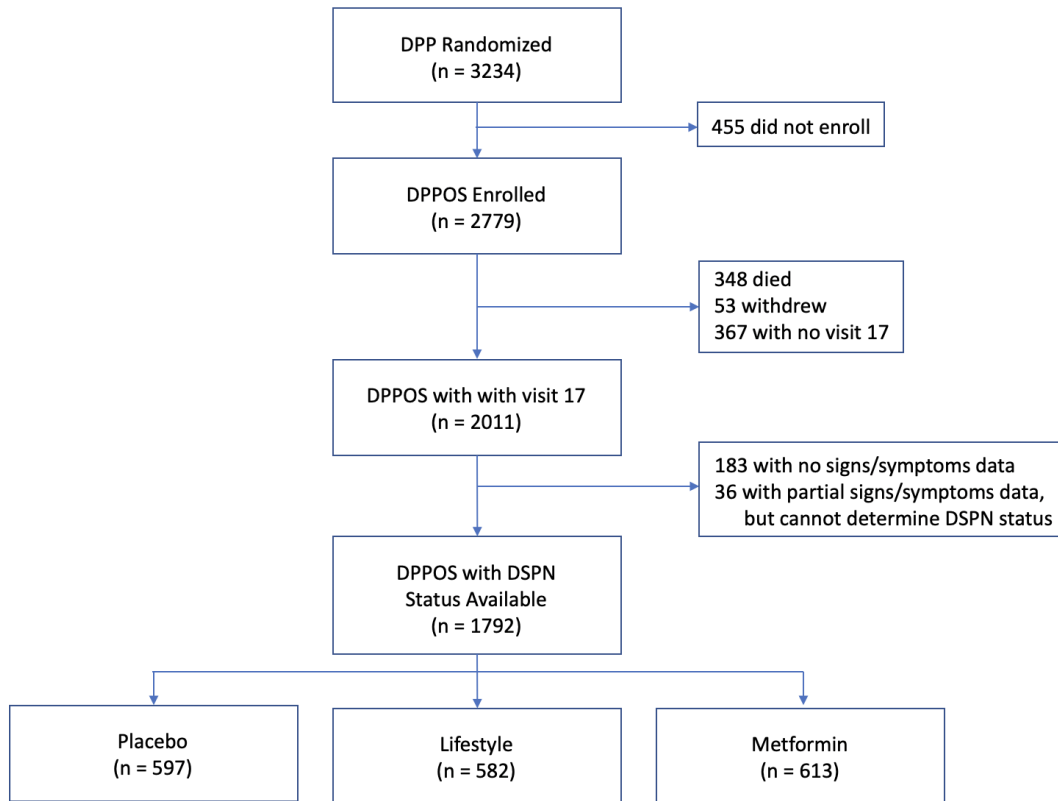 DPP Randomized
(n = 3234)
455 did not enroll
DPPOS Enrolled
(n = 2779)
348 died
53 withdrew
367 with no visit 17
DPPOS with with visit 17
(n = 2011)
183 with no signs/symptoms data
36 with partial signs/symptoms data,
but cannot determine DSPN status
DPPOS with DSPN
Status Available
(n = 1792)
Placebo
(n = 597)
Lifestyle
(n = 582)
Metformin
(n = 613)